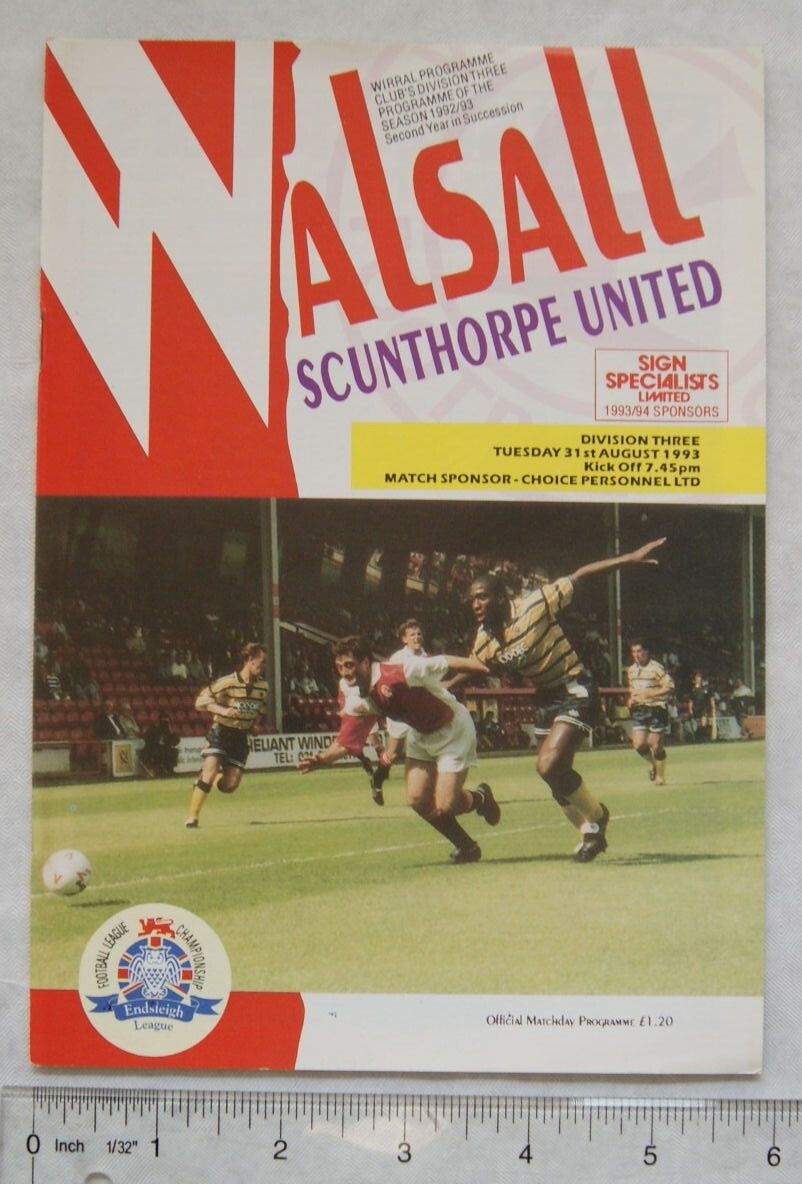 WIRRAL PROGRAMME
CLUB'S DIVISION THREE
PROGRAMME OF THE
SEASON 1992/93
Second Year in Succession
WALSALL
SCUNTHORPE UNITED
SIGN
SPECIALISTS
LIMITED
1993/94 SPONSORS
DIVISION THREE
TUESDAY 31st AUGUST 1993
Kick Off 7.45pm
MATCH SPONSOR - CHOICE PERSONNEL LTD
RELIANT
TEL:
FOOTBALL LEAGUE CHAMPIONSHIP
Endsleigh
League
Official Matchday Programme £1.20
0 Inch 1/32" 1 2 3 4 5 6